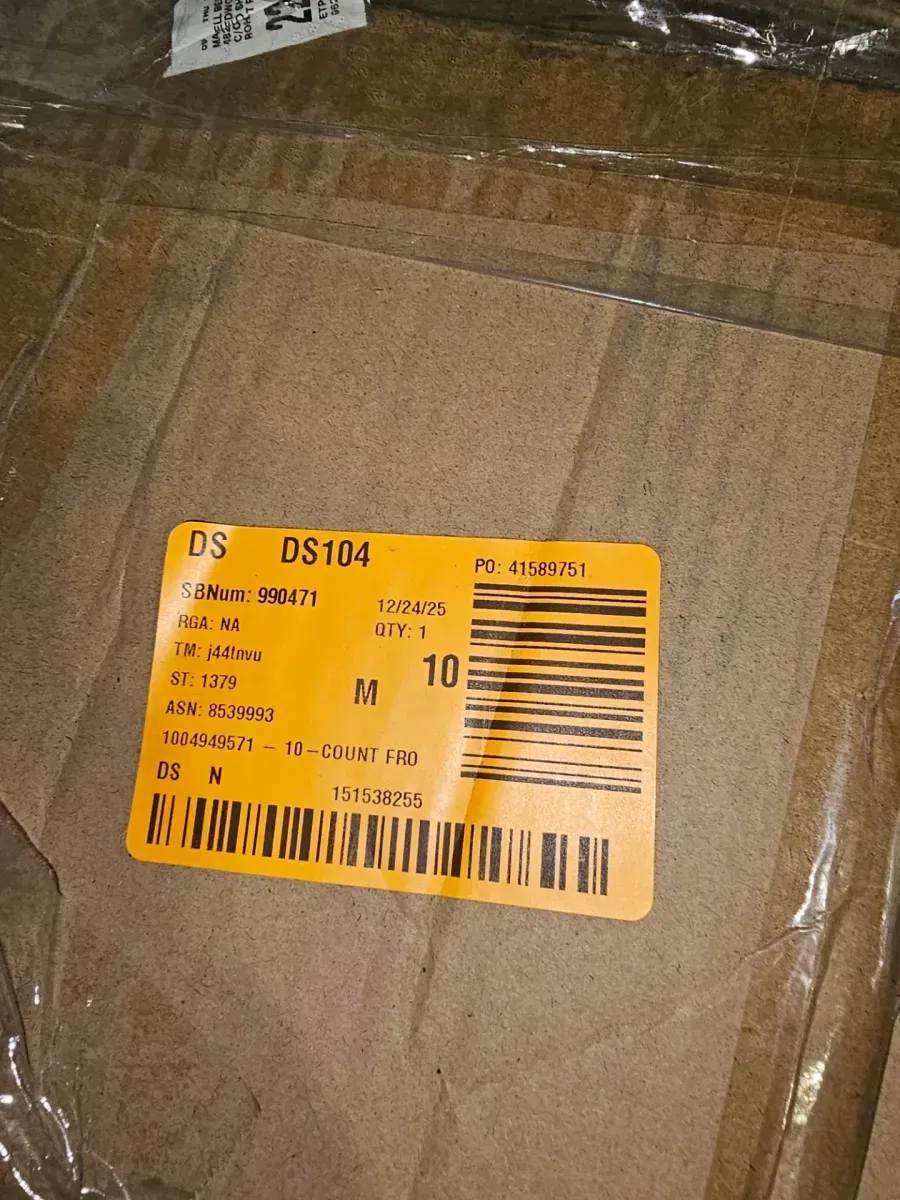 DS DS104
PO: 41589751
SBNum: 990471
12/24/25
RGA: NA
QTY: 1
TM: j44tnvu
10
ST: 1379
M
ASN: 8539993
1004949571 - 10-COUNT FRO
DS N
151538255